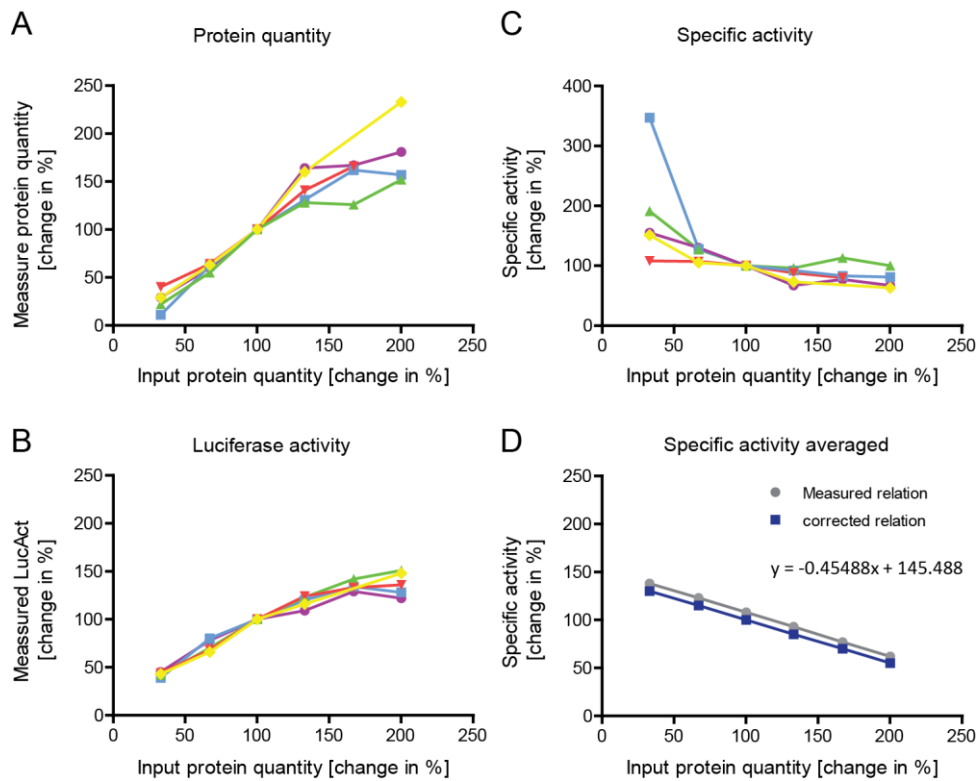 A
Protein quantity
Meassure protein quantity
[change in %]
250
200
150
100
50
0
0 50 100 150 200 250
Input protein quantity [change in %]
C
Specific activity
Specific activity
[change in %]
400
300
200
100
0
0 50 100 150 200 250
Input protein quantity [change in %]
B
Luciferase activity
Meassured LucAct
[change in %]
250
200
150
100
50
0
0 50 100 150 200 250
Input protein quantity [change in %]
D
Specific activity averaged
Specific activity
[change in %]
250
200
150
100
50
0
Measured relation
corrected relation
y = -0.45488x + 145.488
0 50 100 150 200 250
Input protein quantity [change in %]